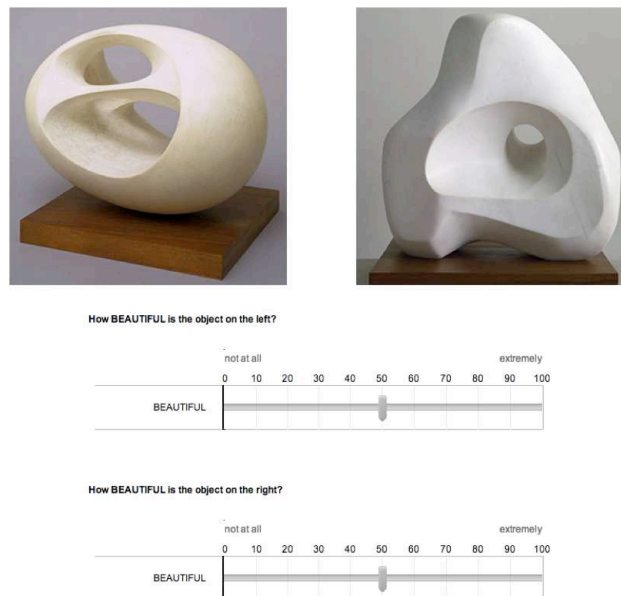 How BEAUTIFUL is the object on the left?
not at all extremely
0 10 20 30 40 50 60 70 80 90 100
BEAUTIFUL
How BEAUTIFUL is the object on the right?
not at all extremely
0 10 20 30 40 50 60 70 80 90 100
BEAUTIFUL